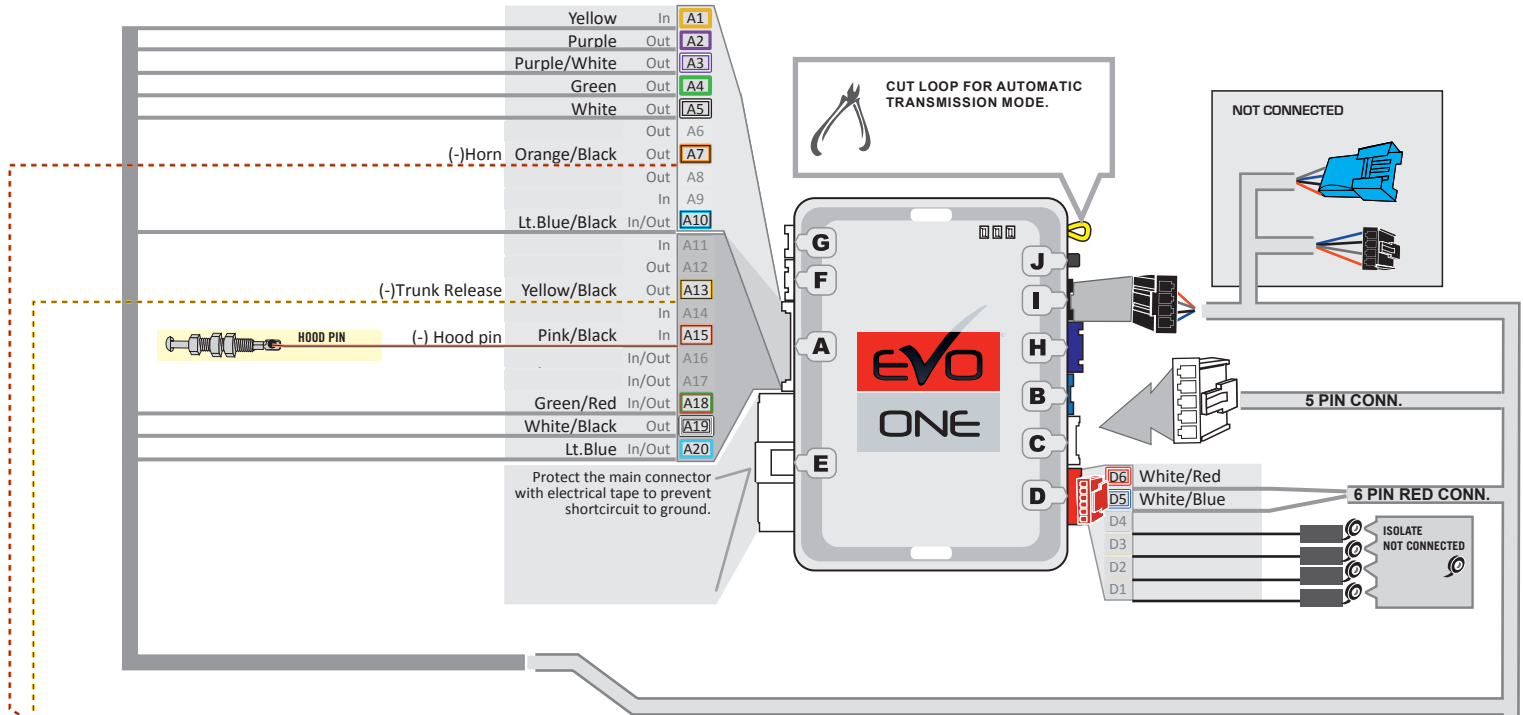 Yellow In A1
Purple Out A2
Purple/White Out A3
Green Out A4
White Out A5
Out A6
(-)Horn Orange/Black Out A7
Out A8
In A9
Lt.Blue/Black In/Out A10
In A11
Out A12
(-)Trunk Release Yellow/Black Out A13
In A14
HOOD PIN (-) Hood pin Pink/Black In A15
In/Out A16
In/Out A17
Green/Red In/Out A18
White/Black Out A19
Lt.Blue In/Out A20
Protect the main connector
with electrical tape to prevent
shortcircuit to ground.
CUT LOOP FOR AUTOMATIC
TRANSMISSION MODE.
NOT CONNECTED
G
F
A
E
J
I
H
B
C
D
EVO
ONE
5 PIN CONN.
D6 White/Red
D5 White/Blue
6 PIN RED CONN.
D4
D3
D2
D1
ISOLATE
NOT CONNECTED